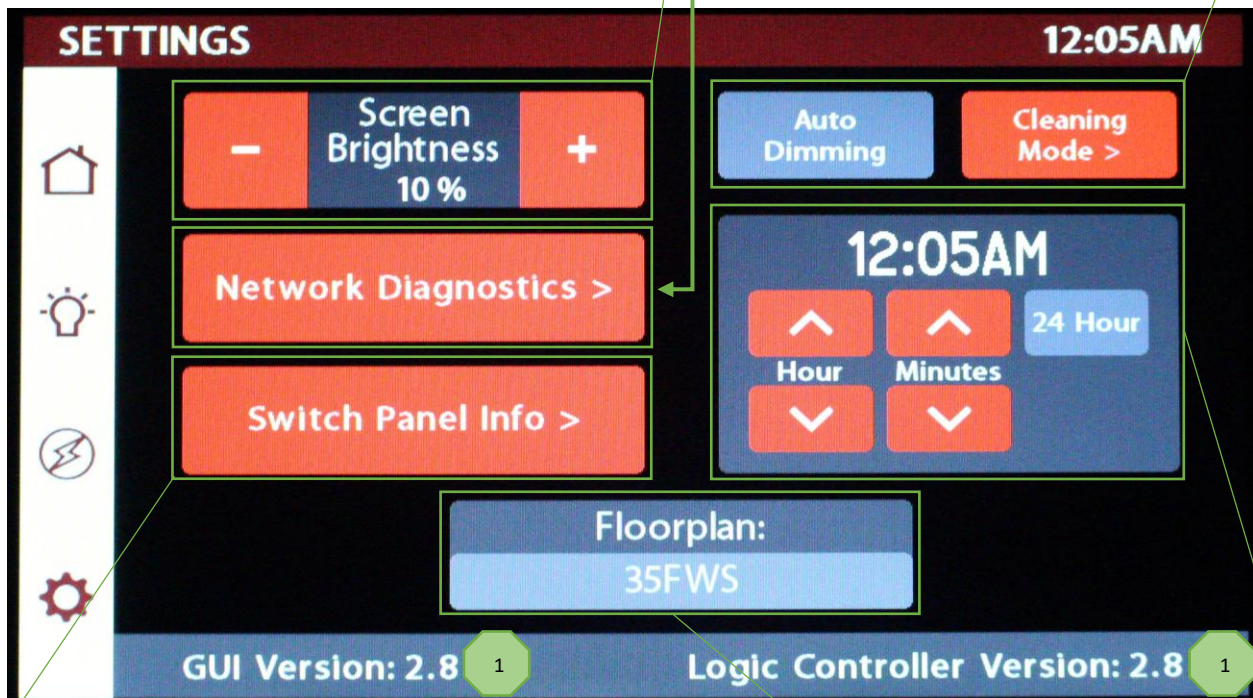 SETTINGS 12:05AM
Screen
Brightness
10 %
-
+
Auto
Dimming
Cleaning
Mode >
Network Diagnostics >
12:05AM
24 Hour
Hour Minutes
Switch Panel Info >
Floorplan:
35FWS
GUI Version: 2.8 1 Logic Controller Version: 2.8 1